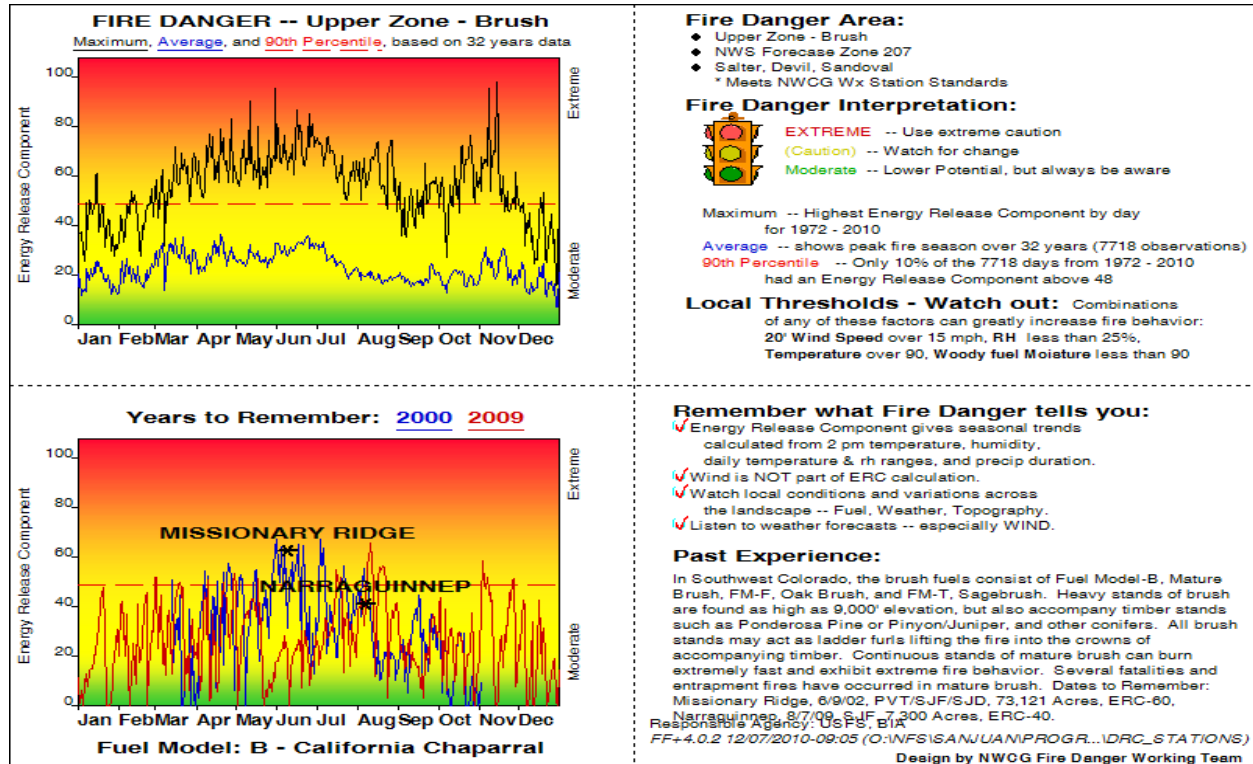 FIRE DANGER -- Upper Zone - Brush
Maximum, Average, and 90th Percentile, based on 32 years data
Energy Release Component
100
80
60
40
20
0
Extreme
Moderate
Jan Feb Mar Apr May Jun Jul Aug Sep Oct Nov Dec
Fire Danger Area:
Upper Zone - Brush
NWS Forecase Zone 207
Salter, Devil, Sandoval
* Meets NWCG Wx Station Standards
Fire Danger Interpretation:
EXTREME -- Use extreme caution
(Caution) -- Watch for change
Moderate -- Lower Potential, but always be aware
Maximum -- Highest Energy Release Component by day
for 1972 - 2010
Average -- shows peak fire season over 32 years (7718 observations)
90th Percentile -- Only 10% of the 7718 days from 1972 - 2010
had an Energy Release Component above 48
Local Thresholds - Watch out: Combinations
of any of these factors can greatly increase fire behavior:
20' Wind Speed over 15 mph, RH less than 25%,
Temperature over 90, Woody fuel Moisture less than 90
Years to Remember: 2000 2009
Energy Release Component
100
80
60
40
20
0
Extreme
Moderate
MISSIONARY RIDGE
NARRAGUINNEP
Jan Feb Mar Apr May Jun Jul Aug Sep Oct Nov Dec
Fuel Model: B - California Chaparral
Remember what Fire Danger tells you:
Energy Release Component gives seasonal trends
calculated from 2 pm temperature, humidity,
daily temperature & rh ranges, and precip duration.
Wind is NOT part of ERC calculation.
Watch local conditions and variations across
the landscape -- Fuel, Weather, Topography.
Listen to weather forecasts -- especially WIND.
Past Experience:
In Southwest Colorado, the brush fuels consist of Fuel Model-B, Mature
Brush, FM-F, Oak Brush, and FM-T, Sagebrush. Heavy stands of brush
are found as high as 9,000' elevation, but also accompany timber stands
such as Ponderosa Pine or Pinyon/Juniper, and other conifers. All brush
stands may act as ladder furls lifting the fire into the crowns of
accompanying timber. Continuous stands of mature brush can burn
extremely fast and exhibit extreme fire behavior. Several fatalities and
entrapment fires have occurred in mature brush. Dates to Remember:
Missionary Ridge, 6/9/02, PVT/SJF/SJD, 73,121 Acres, ERC-60,
Narraguinnep, 8/7/09, SJF, 7,300 Acres, ERC-40.
Responsible Agency: USFS, BIA
FF+4.0.2 12/07/2010-09:05 (O:\NFS\SANJUAN\PROGR...\DRC_STATIONS)
Design by NWCG Fire Danger Working Team